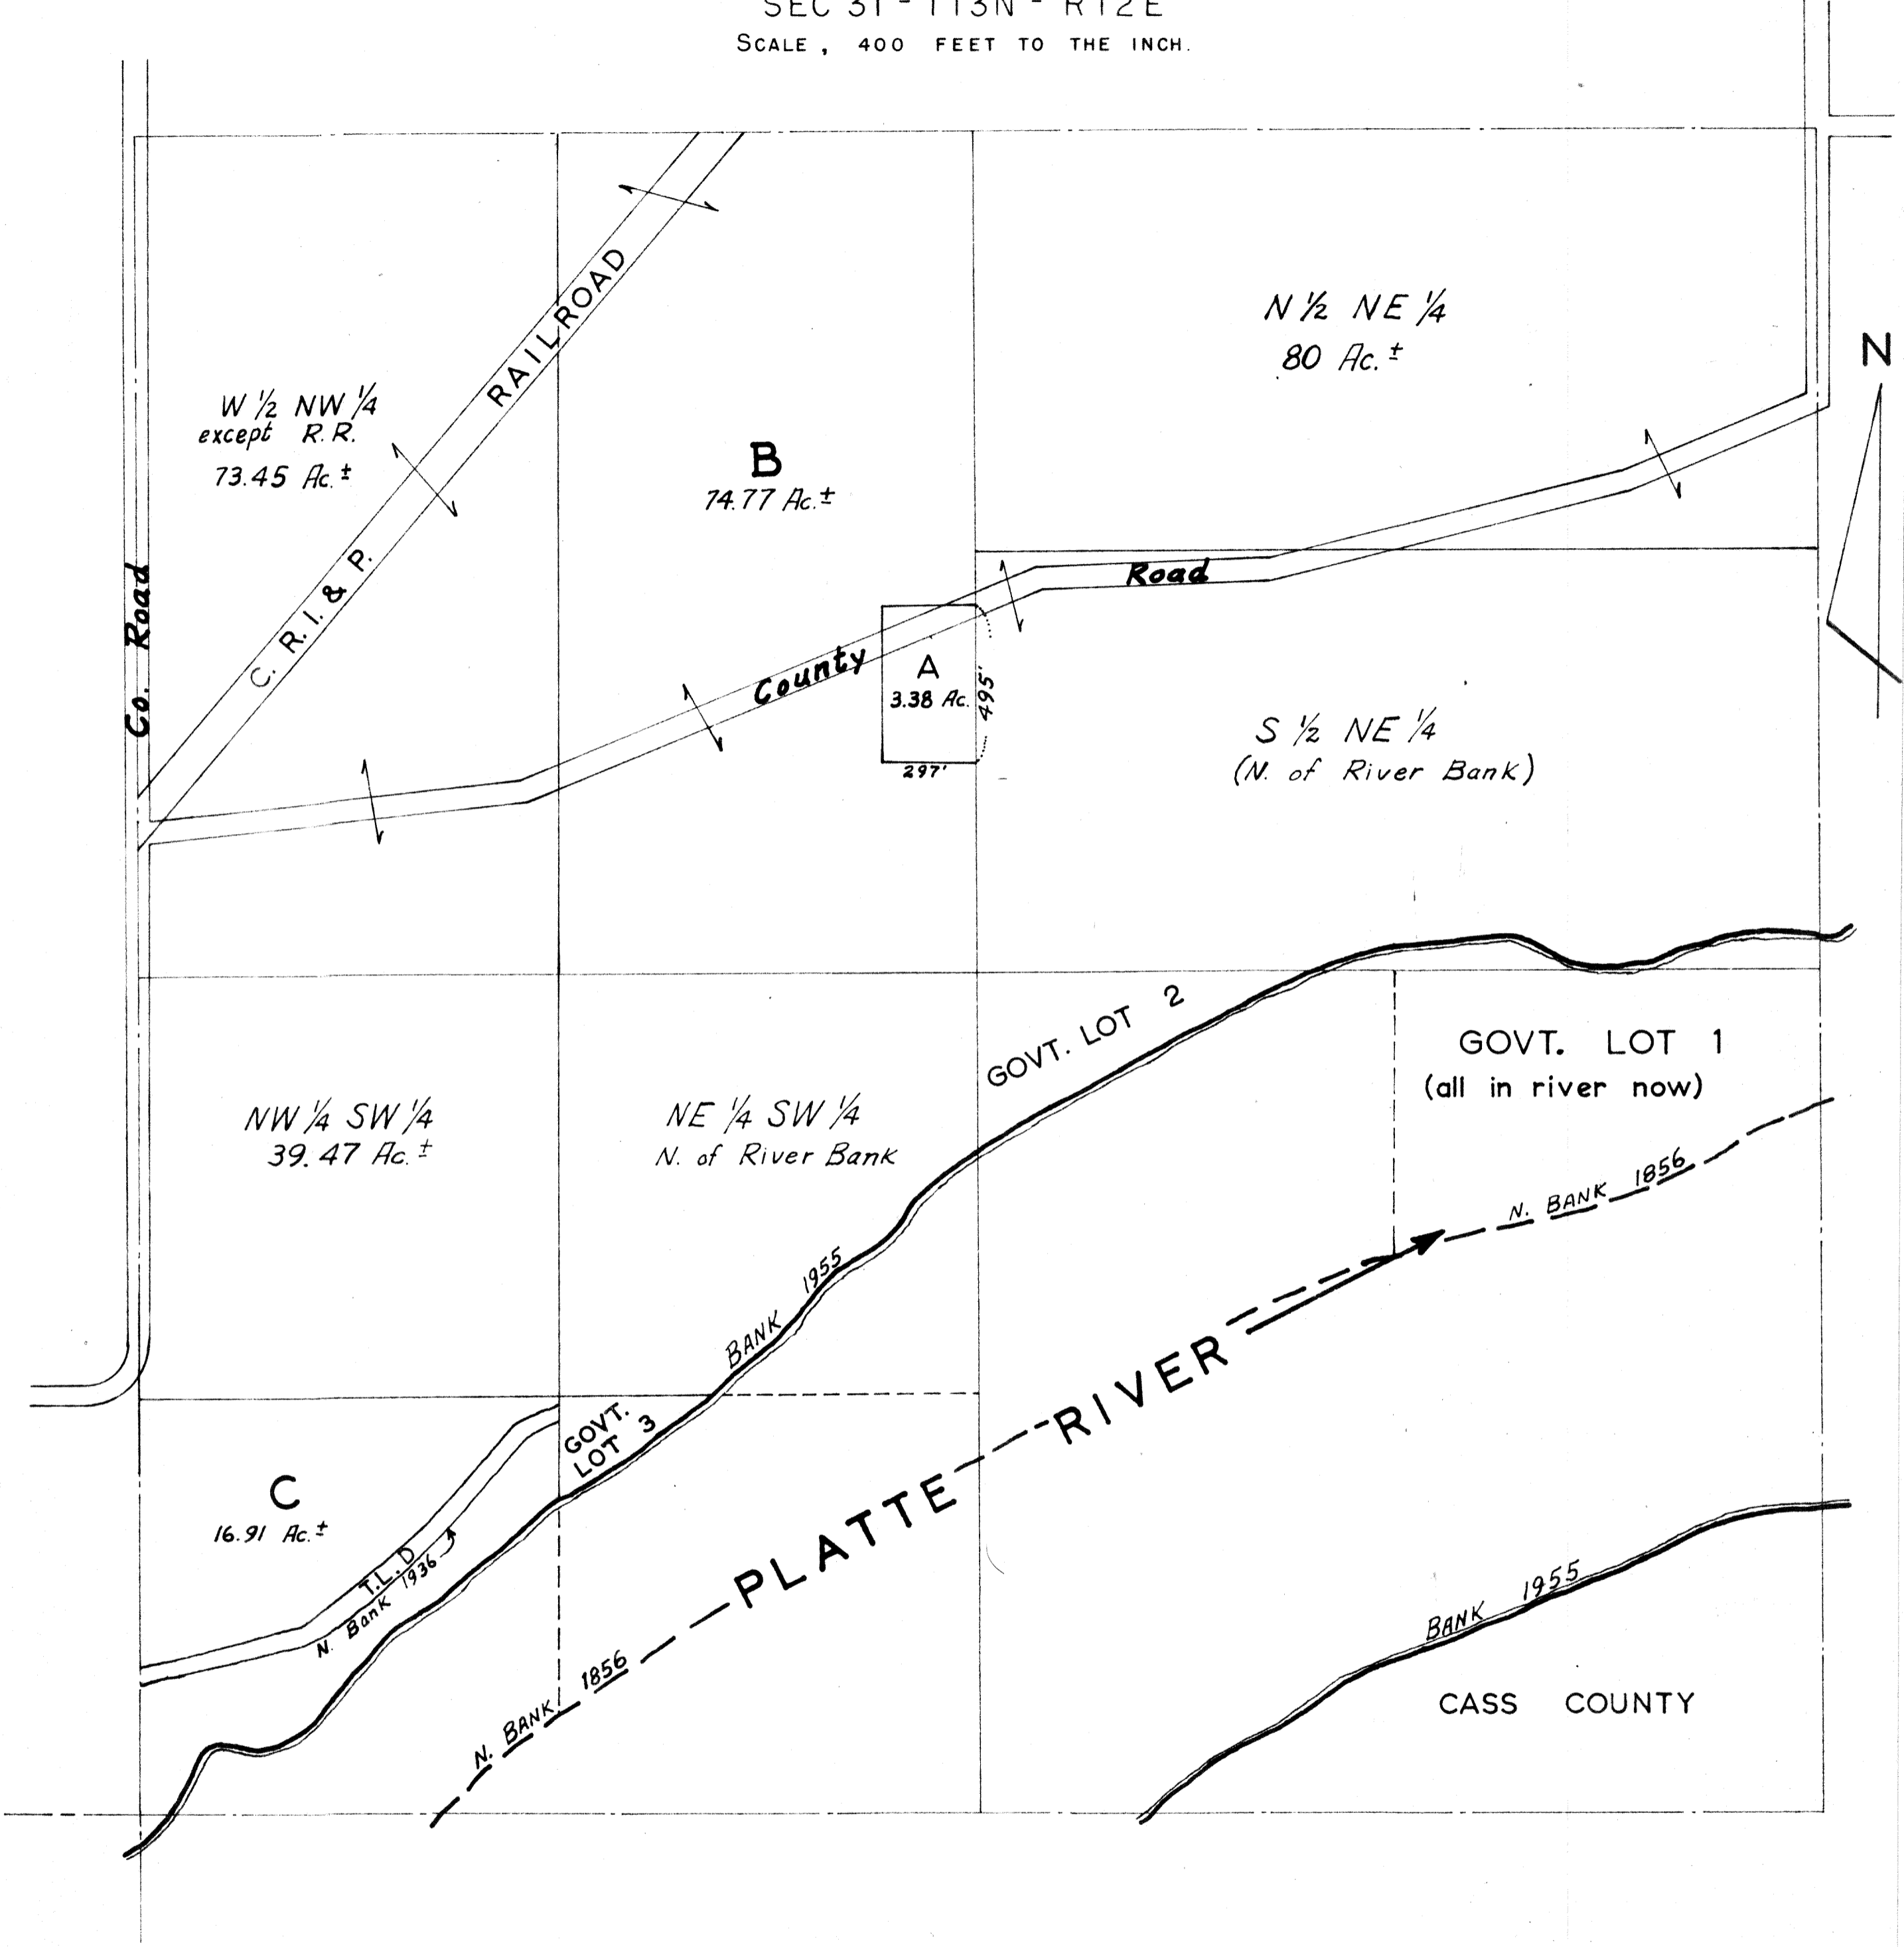 SEC 31 - T13N - R12E
SCALE, 400 FEET TO THE INCH.
N 1/2 NE 1/4
80 Ac.±
N
W 1/2 NW 1/4
except R.R.
73.45 Ac.±
C. R. I. & P. RAILROAD
B
74.77 Ac.±
Co. Road
County Road
A
3.38 Ac.
495'
297'
S 1/2 NE 1/4
(N. of River Bank)
GOVT. LOT 2
GOVT. LOT 1
(all in river now)
NW 1/4 SW 1/4
39.47 Ac.±
NE 1/4 SW 1/4
N. of River Bank
N. BANK 1856
BANK 1955
GOVT.
LOT 3
PLATTE RIVER
C
16.91 Ac.±
T.L. D
N. Bank 1936
N. BANK 1856
BANK 1955
CASS COUNTY